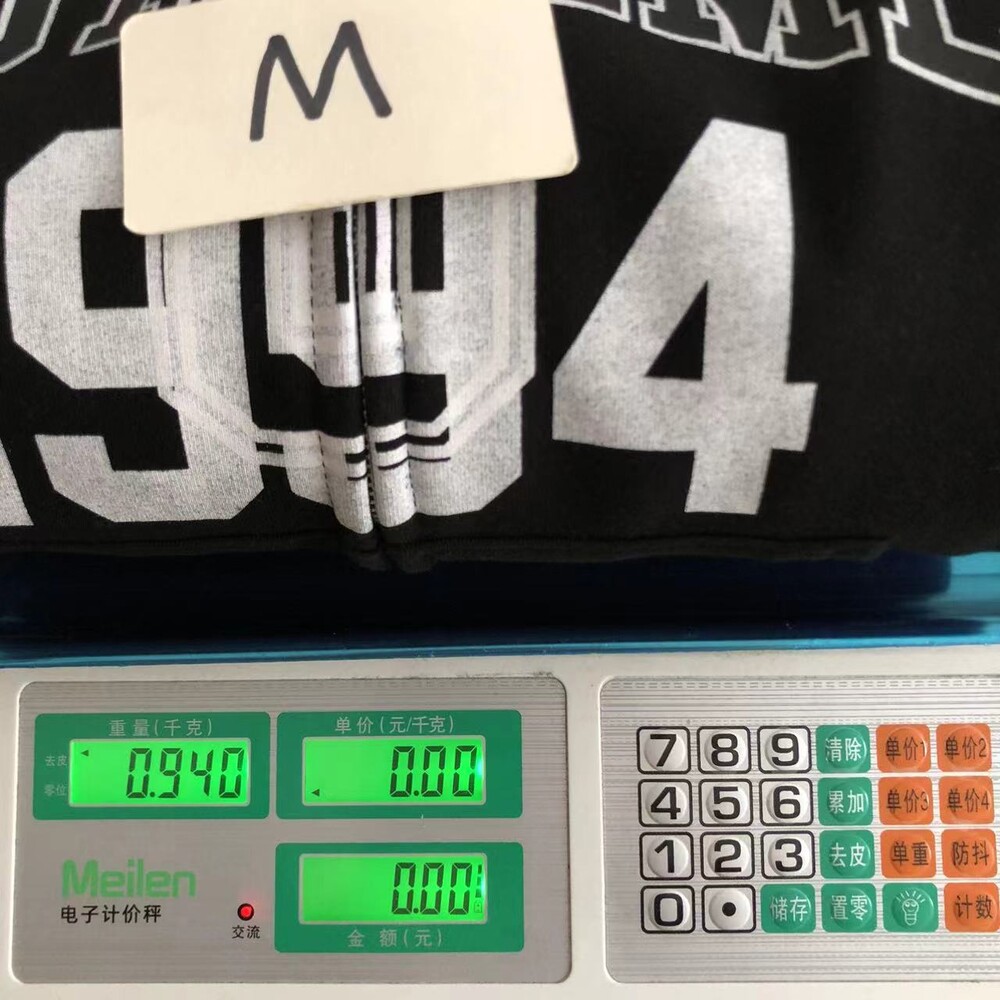 M
1994
重量(千克)
单价(元/千克)
去皮
零位
0.940
0.00
Meilen
电子计价秤
交流
0.00
金额(元)
7 8 9 清除 单价1 单价2
4 5 6 累加 单价3 单价4
1 2 3 去皮 单重 防抖
0 • 储存 置零 计数